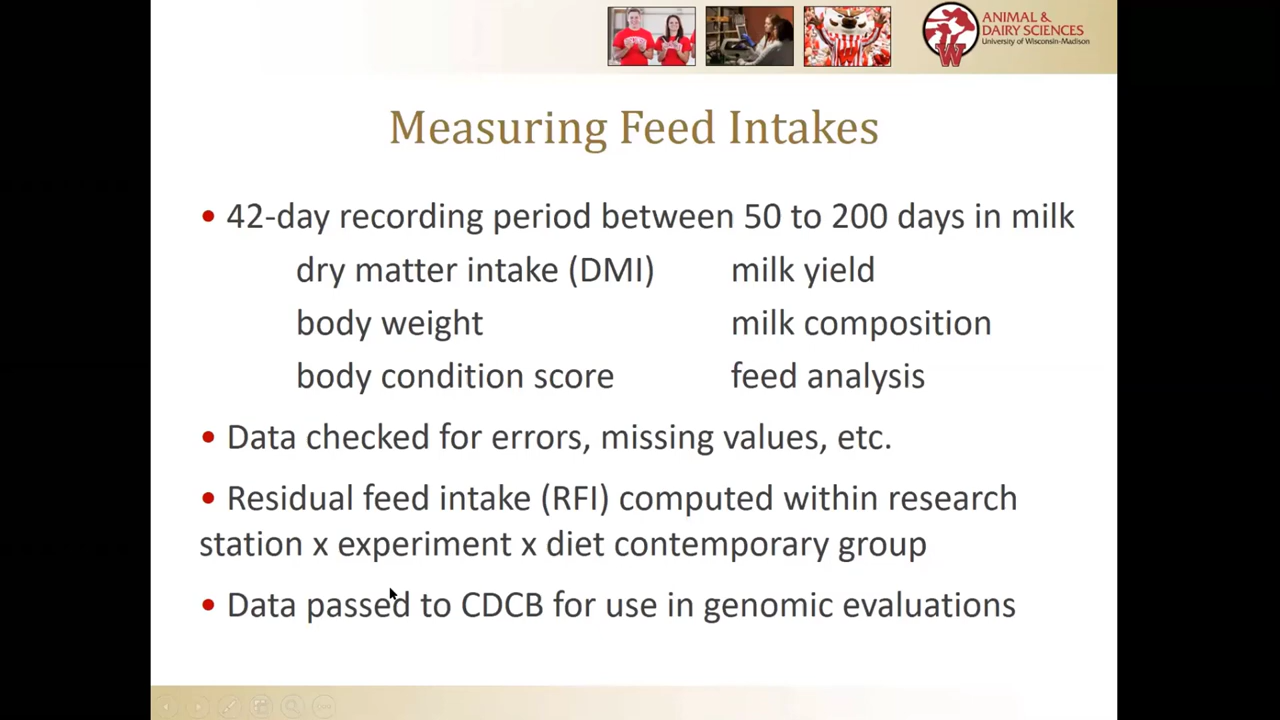 ANIMAL &
DAIRY SCIENCES
University of Wisconsin-Madison
Measuring Feed Intakes
• 42-day recording period between 50 to 200 days in milk
dry matter intake (DMI) milk yield
body weight milk composition
body condition score feed analysis
• Data checked for errors, missing values, etc.
• Residual feed intake (RFI) computed within research
station x experiment x diet contemporary group
• Data passed to CDCB for use in genomic evaluations